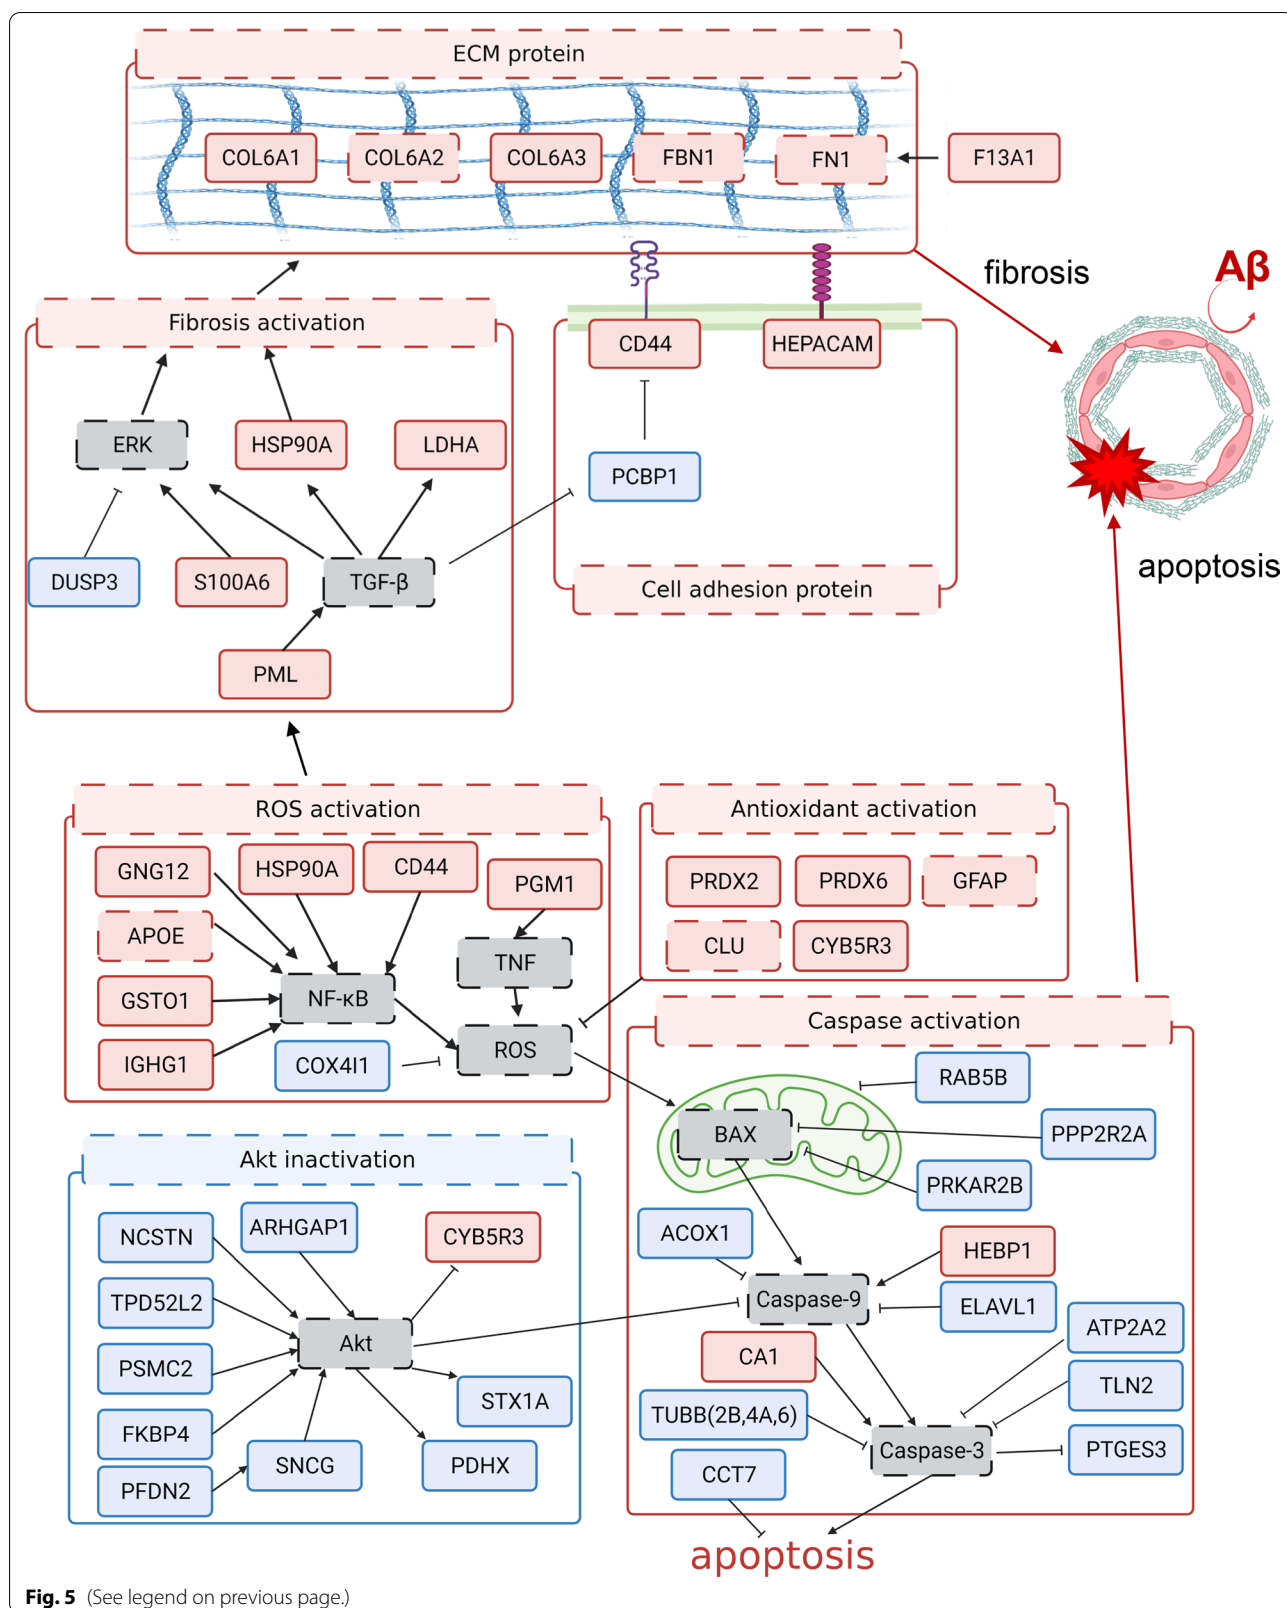 ECM protein
COL6A1
COL6A2
COL6A3
FBN1
FN1
F13A1
fibrosis
Aβ
Fibrosis activation
CD44
HEPACAM
ERK
HSP90A
LDHA
PCBP1
DUSP3
S100A6
TGF-β
Cell adhesion protein
apoptosis
PML
ROS activation
Antioxidant activation
GNG12
HSP90A
CD44
PGM1
PRDX2
PRDX6
GFAP
APOE
TNF
CLU
CYB5R3
GSTO1
NF-κB
IGHG1
COX4I1
ROS
Caspase activation
RAB5B
BAX
PPP2R2A
PRKAR2B
Akt inactivation
NCSTN
ARHGAP1
CYB5R3
ACOX1
HEBP1
TPD52L2
Caspase-9
ELAVL1
Akt
CA1
ATP2A2
PSMC2
STX1A
TUBB(2B,4A,6)
TLN2
FKBP4
Caspase-3
PTGES3
PFDN2
SNCG
PDHX
CCT7
apoptosis
Fig. 5 (See legend on previous page.)